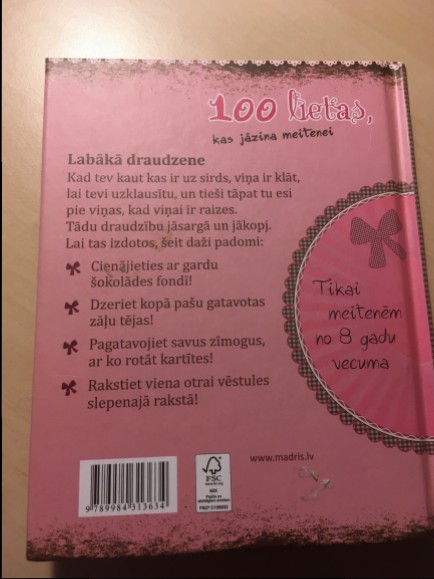 100 lietas,
kas jāzina meitenei
Labākā draudzene
Kad tev kaut kas ir uz sirds, viņa ir klāt,
lai tevi uzklausītu, un tieši tāpat tu esi
pie viņas, kad viņai ir raizes.
Tādu draudzību jāsargā un jākopj.
Lai tas izdotos, šeit daži padomi:
Cienājieties ar gardu
šokolādes fondī!
Dzeriet kopā pašu gatavotas
zāļu tējas!
Pagatavojiet savus zīmogus,
ar ko rotāt kartītes!
Rakstiet viena otrai vēstules
slepenajā rakstā!
Tikai
meitenēm
no 8 gadu
vecuma
www.madris.lv
FSC
9 789984 313634